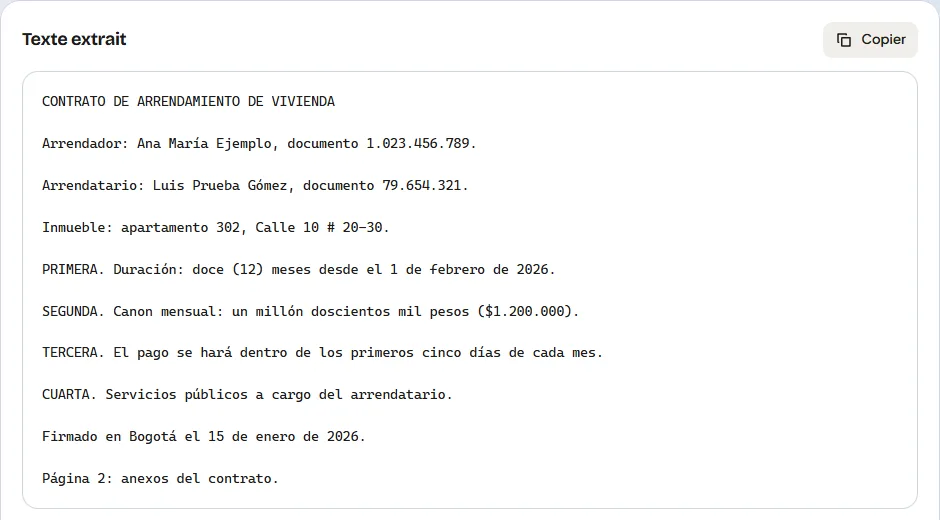 Texte extrait
Copier
CONTRATO DE ARRENDAMIENTO DE VIVIENDA
Arrendador: Ana María Ejemplo, documento 1.023.456.789.
Arrendatario: Luis Prueba Gómez, documento 79.654.321.
Inmueble: apartamento 302, Calle 10 # 20-30.
PRIMERA. Duración: doce (12) meses desde el 1 de febrero de 2026.
SEGUNDA. Canon mensual: un millón doscientos mil pesos ($1.200.000).
TERCERA. El pago se hará dentro de los primeros cinco días de cada mes.
CUARTA. Servicios públicos a cargo del arrendatario.
Firmado en Bogotá el 15 de enero de 2026.
Página 2: anexos del contrato.